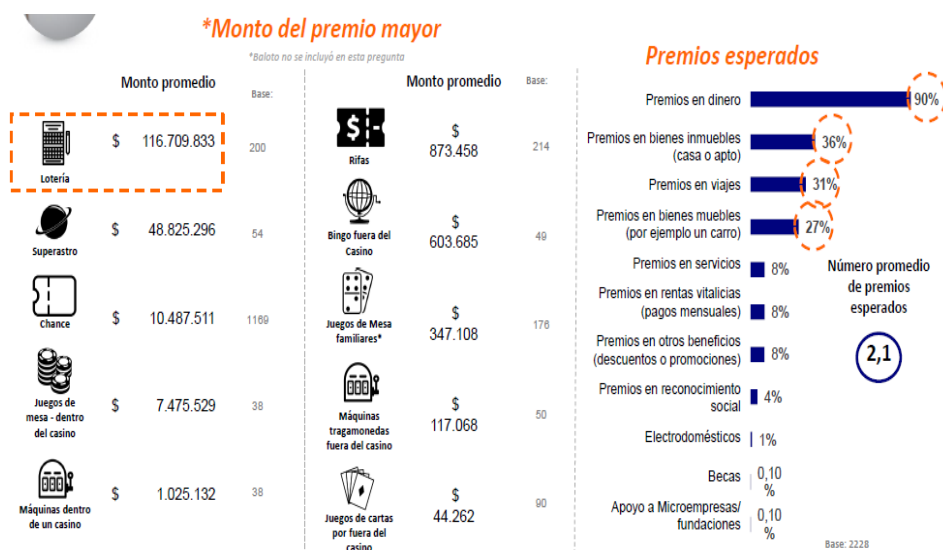 *Monto del premio mayor
*Baloto no se incluyó en esta pregunta
Monto promedio
Base:
Lotería
$ 116.709.833
200
Superastro
$ 48.825.296
54
Chance
$ 10.487.511
1169
Juegos de
mesa - dentro
del casino
$ 7.475.529
38
Máquinas dentro
de un casino
$ 1.025.132
38
Monto promedio
Base:
Rifas
$
873.458
214
Bingo fuera del
Casino
$
603.685
49
Juegos de Mesa
familiares*
$
347.108
176
Máquinas
tragamonedas
fuera del casino
$
117.068
50
Juegos de cartas
por fuera del
casino
$
44.262
90
Premios esperados
Premios en dinero
90%
Premios en bienes inmuebles
(casa o apto)
36%
Premios en viajes
31%
Premios en bienes muebles
(por ejemplo un carro)
27%
Premios en servicios
8%
Premios en rentas vitalicias
(pagos mensuales)
8%
Premios en otros beneficios
(descuentos o promociones)
8%
Premios en reconocimiento
social
4%
Electrodomésticos
1%
Becas
0,10
%
Apoyo a Microempresas/
fundaciones
0,10
%
Número promedio
de premios
esperados
2,1
Base: 2228